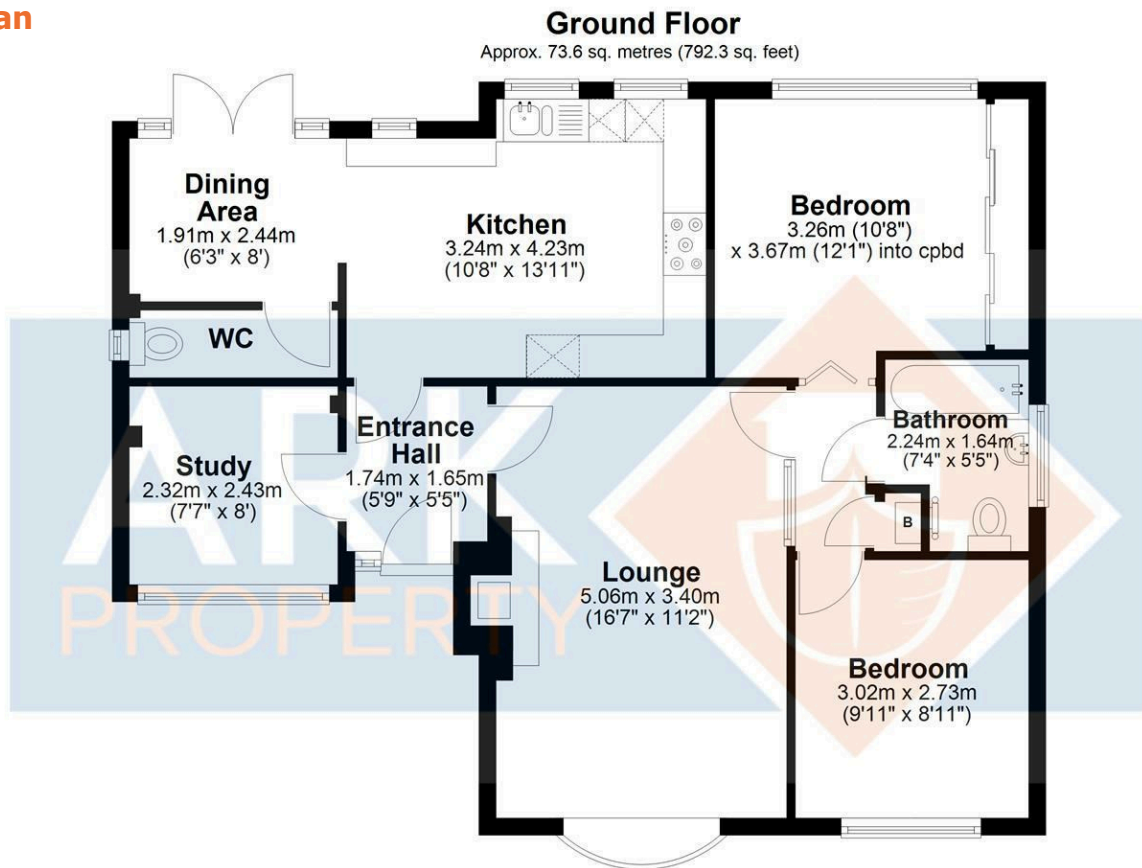 an
Ground Floor
Approx. 73.6 sq. metres (792.3 sq. feet)
Dining
Area
1.91m x 2.44m
(6'3" x 8')
Kitchen
3.24m x 4.23m
(10'8" x 13'11")
Bedroom
3.26m (10'8")
x 3.67m (12'1") into cpbd
WC
Entrance
Hall
1.74m x 1.65m
(5'9" x 5'5")
Bathroom
2.24m x 1.64m
(7'4" x 5'5")
Study
2.32m x 2.43m
(7'7" x 8')
B
Lounge
5.06m x 3.40m
(16'7" x 11'2")
Bedroom
3.02m x 2.73m
(9'11" x 8'11")
ARK
PROPERTY